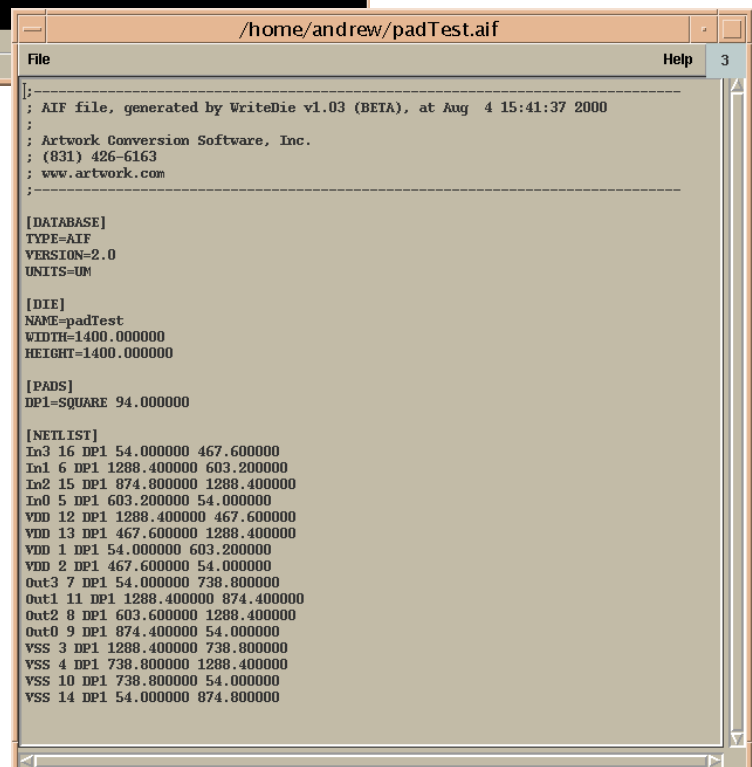 /home/andrew/padTest.aif
File Help 3
;--------------------------------------------------------------------------------
; AIF file, generated by WriteDie v1.03 (BETA), at Aug  4 15:41:37 2000
;
; Artwork Conversion Software, Inc.
; (831) 426-6163
; www.artwork.com
;--------------------------------------------------------------------------------
[DATABASE]
TYPE=AIF
VERSION=2.0
UNITS=UM
[DIE]
NAME=padTest
WIDTH=1400.000000
HEIGHT=1400.000000
[PADS]
DP1=SQUARE 94.000000
[NETLIST]
In3 16 DP1 54.000000 467.600000
In1 6 DP1 1288.400000 603.200000
In2 15 DP1 874.800000 1288.400000
In0 5 DP1 603.200000 54.000000
VDD 12 DP1 1288.400000 467.600000
VDD 13 DP1 467.600000 1288.400000
VDD 1 DP1 54.000000 603.200000
VDD 2 DP1 467.600000 54.000000
Out3 7 DP1 54.000000 738.800000
Out1 11 DP1 1288.400000 874.400000
Out2 8 DP1 603.600000 1288.400000
Out0 9 DP1 874.400000 54.000000
VSS 3 DP1 1288.400000 738.800000
VSS 4 DP1 738.800000 1288.400000
VSS 10 DP1 738.800000 54.000000
VSS 14 DP1 54.000000 874.800000